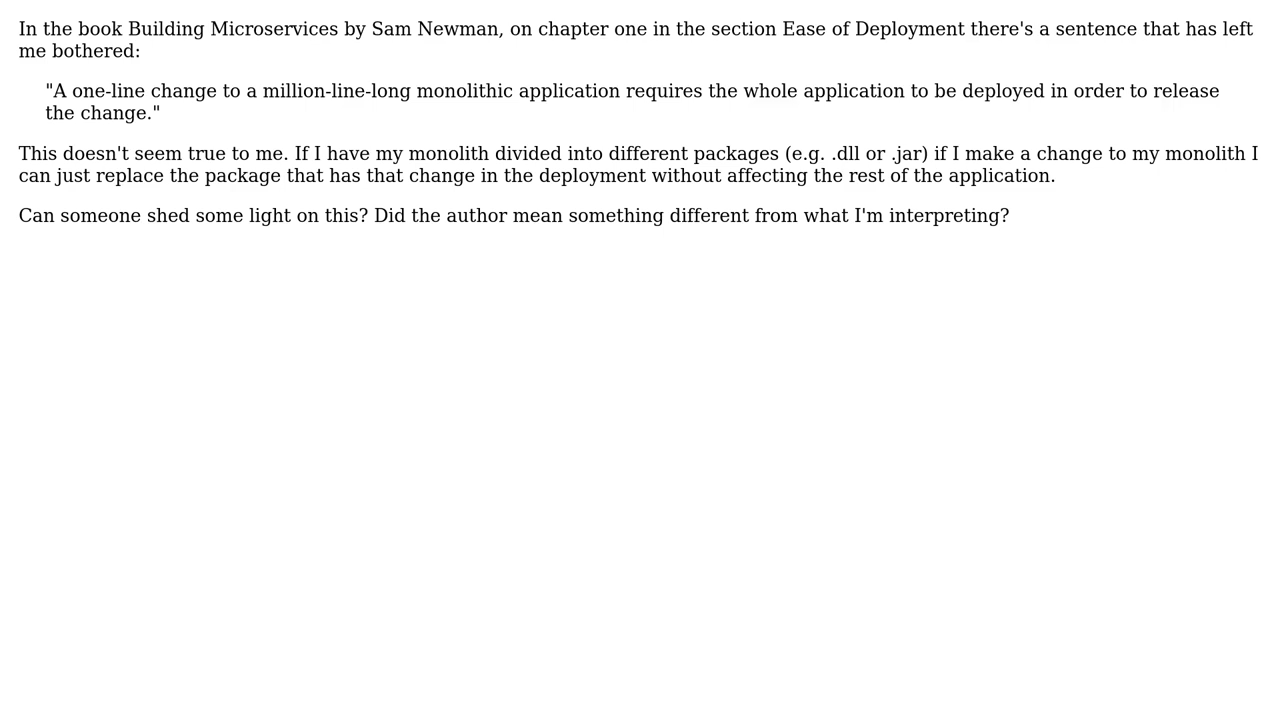 In the book Building Microservices by Sam Newman, on chapter one in the section Ease of Deployment there's a sentence that has left
me bothered:
"A one-line change to a million-line-long monolithic application requires the whole application to be deployed in order to release
the change."
This doesn't seem true to me. If I have my monolith divided into different packages (e.g. .dll or .jar) if I make a change to my monolith I
can just replace the package that has that change in the deployment without affecting the rest of the application.
Can someone shed some light on this? Did the author mean something different from what I'm interpreting?